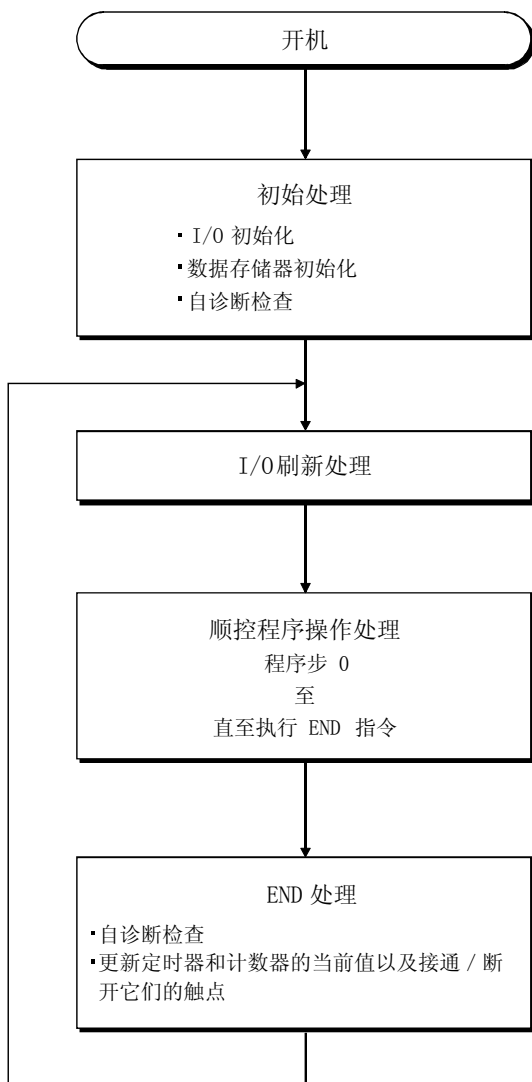 开机
初始处理
▪ I/O 初始化
▪ 数据存储器初始化
▪ 自诊断检查
I/O刷新处理
顺控程序操作处理
程序步 0
至
直至执行 END 指令
END 处理
▪ 自诊断检查
▪ 更新定时器和计数器的当前值以及接通 / 断
开它们的触点